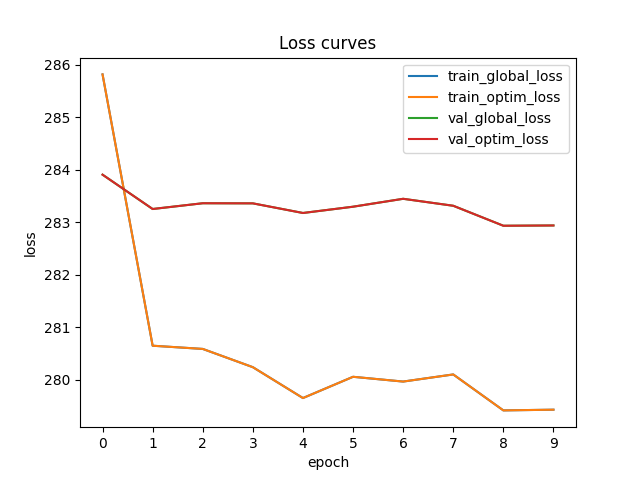 Loss curves
train_global_loss
train_optim_loss
val_global_loss
val_optim_loss
286
285
284
283
282
281
280
loss
0 1 2 3 4 5 6 7 8 9
epoch